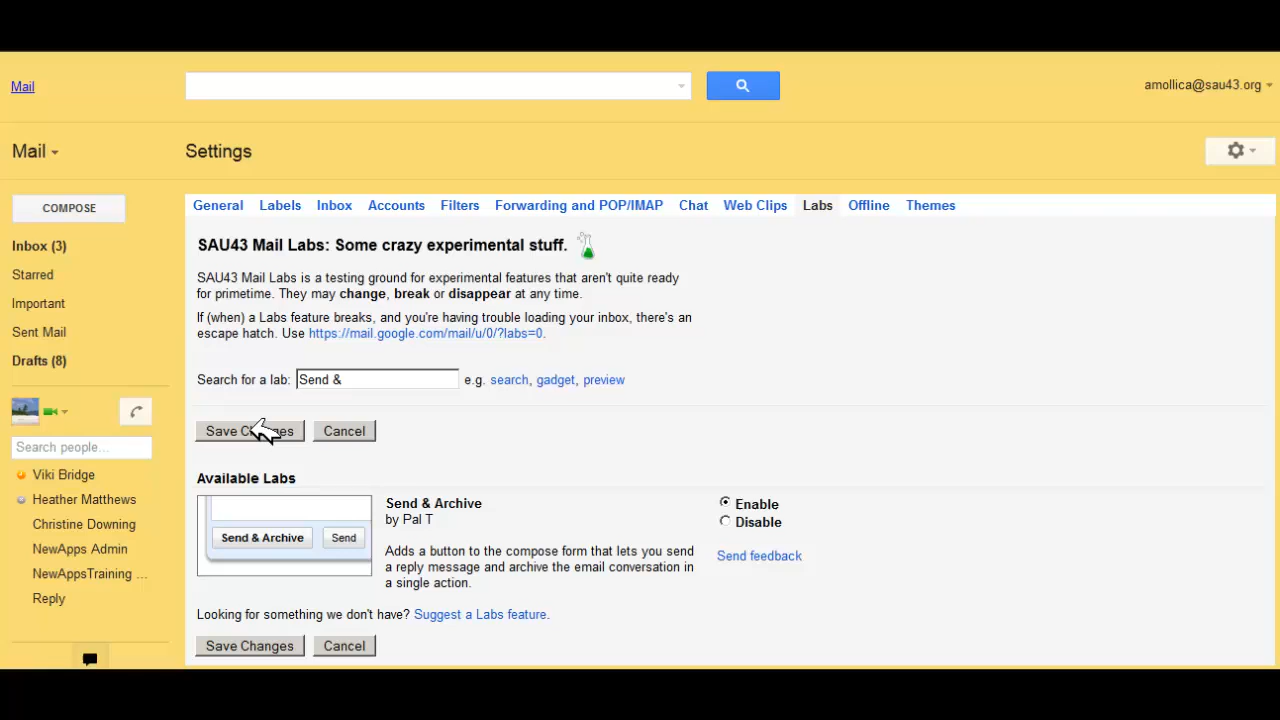 Mail
amollica@sau43.org
Mail
Settings
COMPOSE
General Labels Inbox Accounts Filters Forwarding and POP/IMAP Chat Web Clips Labs Offline Themes
Inbox (3)
Starred
Important
Sent Mail
Drafts (8)
Search people...
Viki Bridge
Heather Matthews
Christine Downing
NewApps Admin
NewAppsTraining ...
Reply
SAU43 Mail Labs: Some crazy experimental stuff.
SAU43 Mail Labs is a testing ground for experimental features that aren't quite ready
for primetime. They may change, break or disappear at any time.
If (when) a Labs feature breaks, and you're having trouble loading your inbox, there's an
escape hatch. Use https://mail.google.com/mail/u/0/?labs=0.
Search for a lab: Send & e.g. search, gadget, preview
Save Changes Cancel
Available Labs
Send & Archive Send
Send & Archive
by Pal T
Adds a button to the compose form that lets you send
a reply message and archive the email conversation in
a single action.
Enable
Disable
Send feedback
Looking for something we don't have? Suggest a Labs feature.
Save Changes Cancel